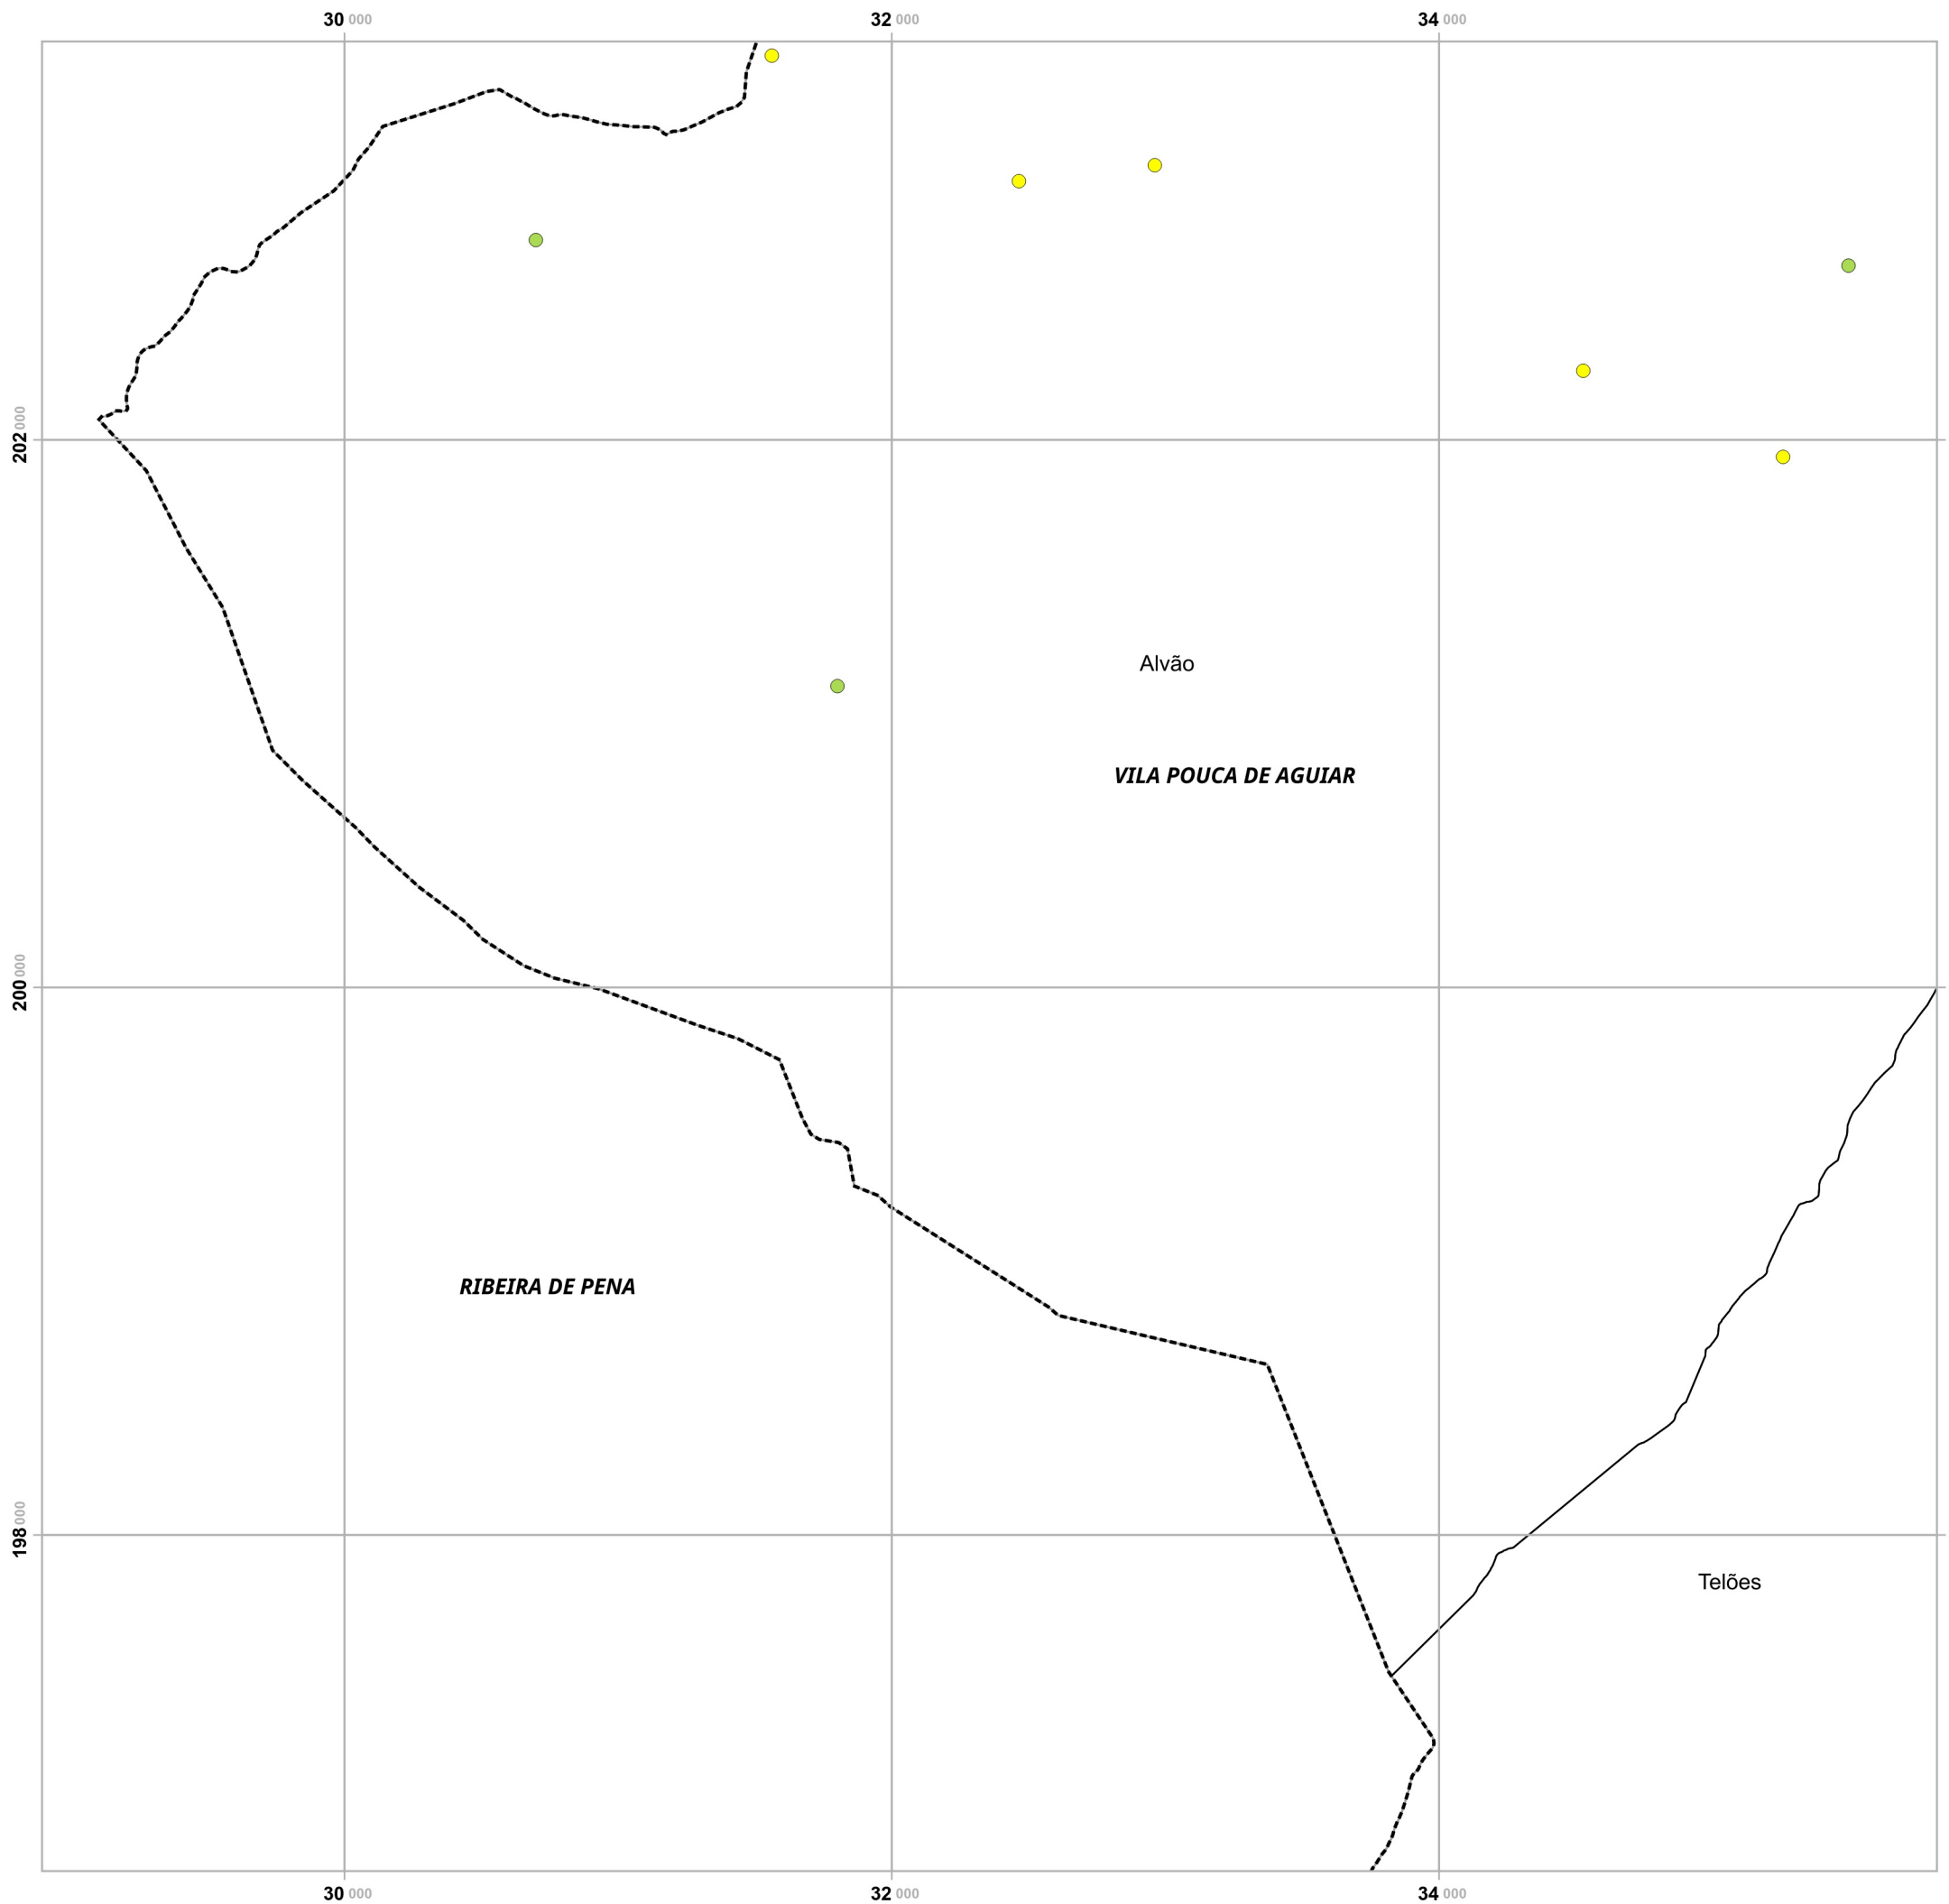 30 000 32 000 34 000
202 000
Alvão
VILA POUCA DE AGUIAR
200 000
RIBEIRA DE PENA
198 000
Telões
30 000 32 000 34 000